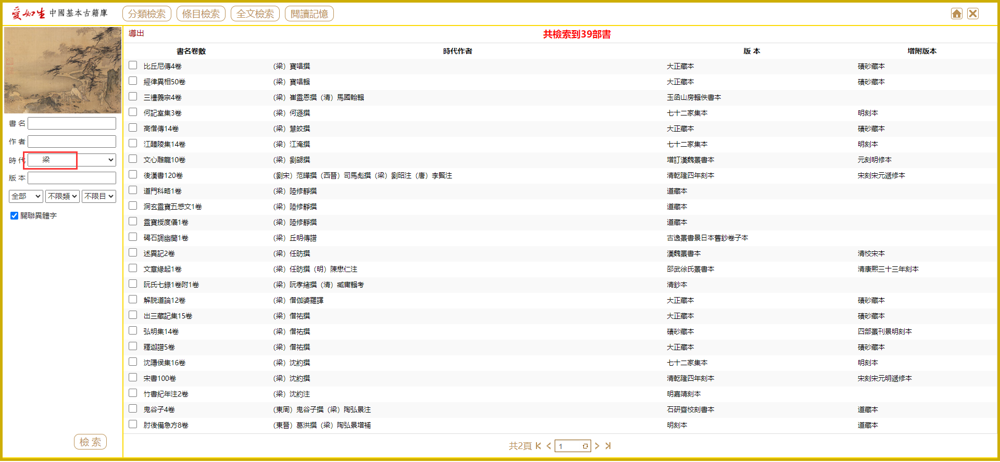 愛如生 中國基本古籍庫 分類檢索 條目檢索 全文檢索 閱讀記憶
導出 共檢索到39部書
書名卷數 時代作者 版 本 增附版本
比丘尼傳4卷 （梁）寶唱撰 大正藏本 磧砂藏本
經律異相50卷 （梁）寶唱輯 大正藏本 磧砂藏本
三禮義宗4卷 （梁）崔靈恩撰（清）馬國翰輯 玉函山房輯佚書本
何記室集3卷 （梁）何遜撰 七十二家集本 明刻本
高僧傳14卷 （梁）慧皎撰 大正藏本 磧砂藏本
江醴陵集14卷 （梁）江淹撰 七十二家集本 明刻本
文心雕龍10卷 （梁）劉勰撰 增訂漢魏叢書本 元刻明修本
後漢書120卷 （劉宋）范曄撰（西晉）司馬彪撰（梁）劉昭注（唐）李賢注 清乾隆四年刻本 宋刻宋元遞修本
道門科略1卷 （梁）陸修靜撰 道藏本
洞玄靈寶五感文1卷 （梁）陸修靜撰 道藏本
靈寶授度儀1卷 （梁）陸修靜撰 道藏本
碣石調幽蘭1卷 （梁）丘明傳譜 古逸叢書景日本舊鈔卷子本
述異記2卷 （梁）任昉撰 漢魏叢書本 清校宋本
文章緣起1卷 （梁）任昉撰（明）陳懋仁注 邵武徐氏叢書本 清康熙三十三年刻本
阮氏七錄1卷附1卷 （梁）阮孝緒撰（清）臧庸輯考 清鈔本
解脫道論12卷 （梁）僧伽婆羅譯 大正藏本 磧砂藏本
出三藏記集15卷 （梁）僧祐撰 大正藏本 磧砂藏本
弘明集14卷 （梁）僧祐撰 磧砂藏本 四部叢刊景明刻本
釋迦譜5卷 （梁）僧祐撰 大正藏本 磧砂藏本
沈隱侯集16卷 （梁）沈約撰 七十二家集本 明刻本
宋書100卷 （梁）沈約撰 清乾隆四年刻本 宋刻宋元明遞修本
竹書紀年注2卷 （梁）沈約注 明嘉靖刻本
鬼谷子4卷 （東周）鬼谷子撰（梁）陶弘景注 石研齋校刻書本 道藏本
肘後備急方8卷 （東晉）葛洪撰（梁）陶弘景增補 明刻本 道藏本
共2頁 1
書 名
作 者
時 代 梁
版 本
全部 不限類 不限目
關聯異體字
檢 索